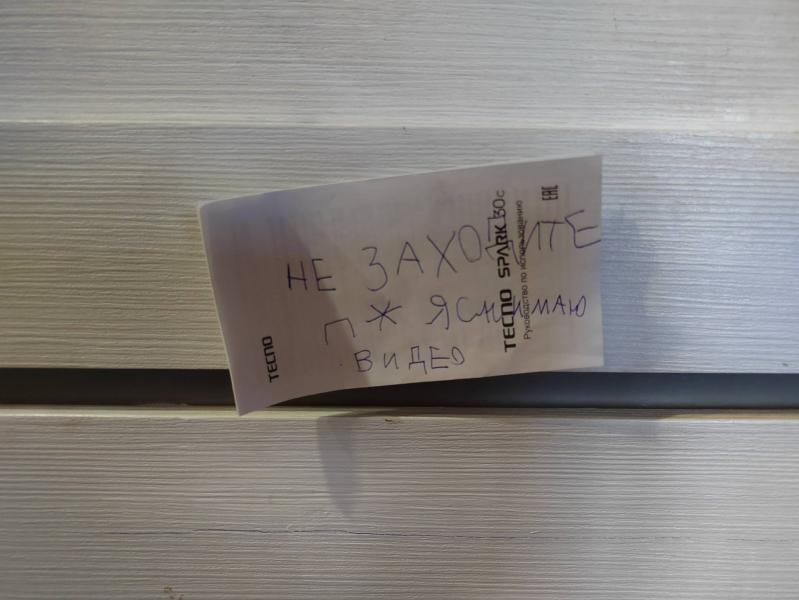 НЕ ЗАХОДИТЕ
ПЖ Я СНИМАЮ
ВИДЕО
TECNO
TECNO SPARK 30c
Руководство по использованию
EAC